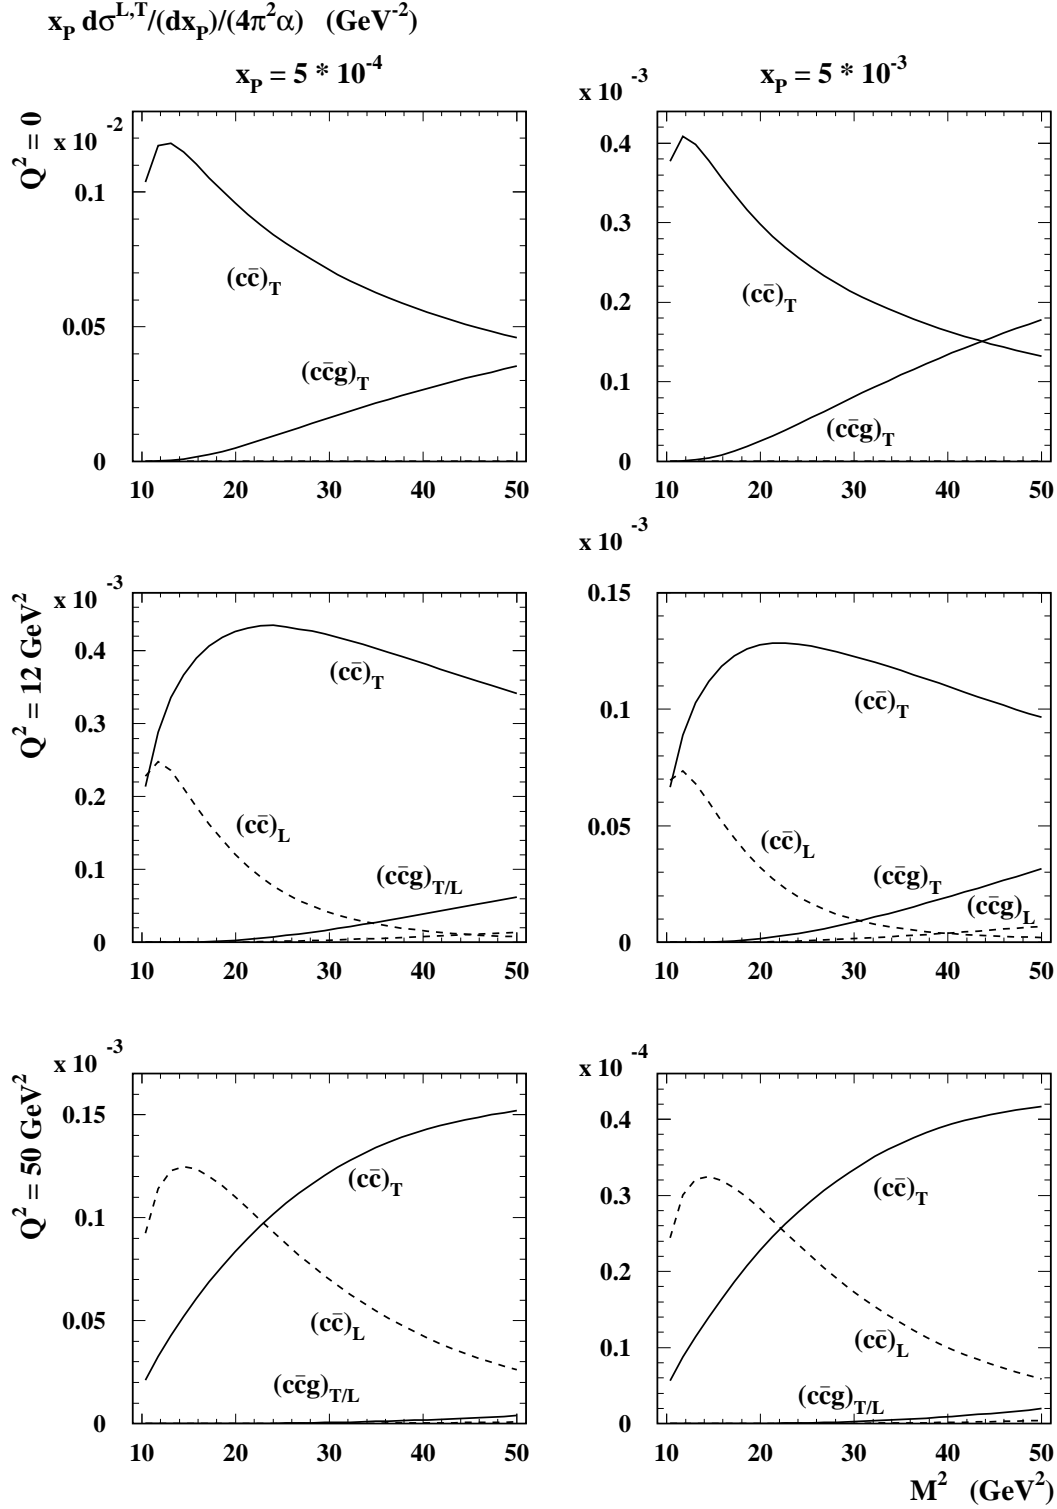 x_P dσ^L,T/(dx_P)/(4π²α) (GeV^-2)
x_P = 5 * 10^-4
x_P = 5 * 10^-3
Q² = 0
x 10^-2
0.1
0.05
0
(cc̄)_T
(cc̄g)_T
10 20 30 40 50
x 10^-3
0.4
0.3
0.2
0.1
0
(cc̄)_T
(cc̄g)_T
10 20 30 40 50
Q² = 12 GeV²
x 10^-3
0.4
0.3
0.2
0.1
0
(cc̄)_T
(cc̄)_L
(cc̄g)_T/L
10 20 30 40 50
x 10^-3
0.15
0.1
0.05
0
(cc̄)_T
(cc̄)_L
(cc̄g)_T
(cc̄g)_L
10 20 30 40 50
Q² = 50 GeV²
x 10^-3
0.15
0.1
0.05
0
(cc̄)_T
(cc̄)_L
(cc̄g)_T/L
10 20 30 40 50
x 10^-4
0.4
0.3
0.2
0.1
0
(cc̄)_T
(cc̄)_L
(cc̄g)_T/L
10 20 30 40 50
M² (GeV²)